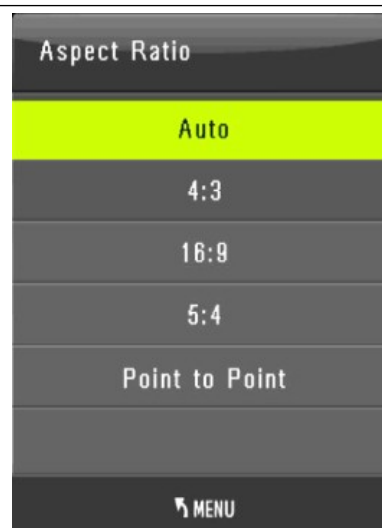 Aspect Ratio
Auto
4:3
16:9
5:4
Point to Point
MENU